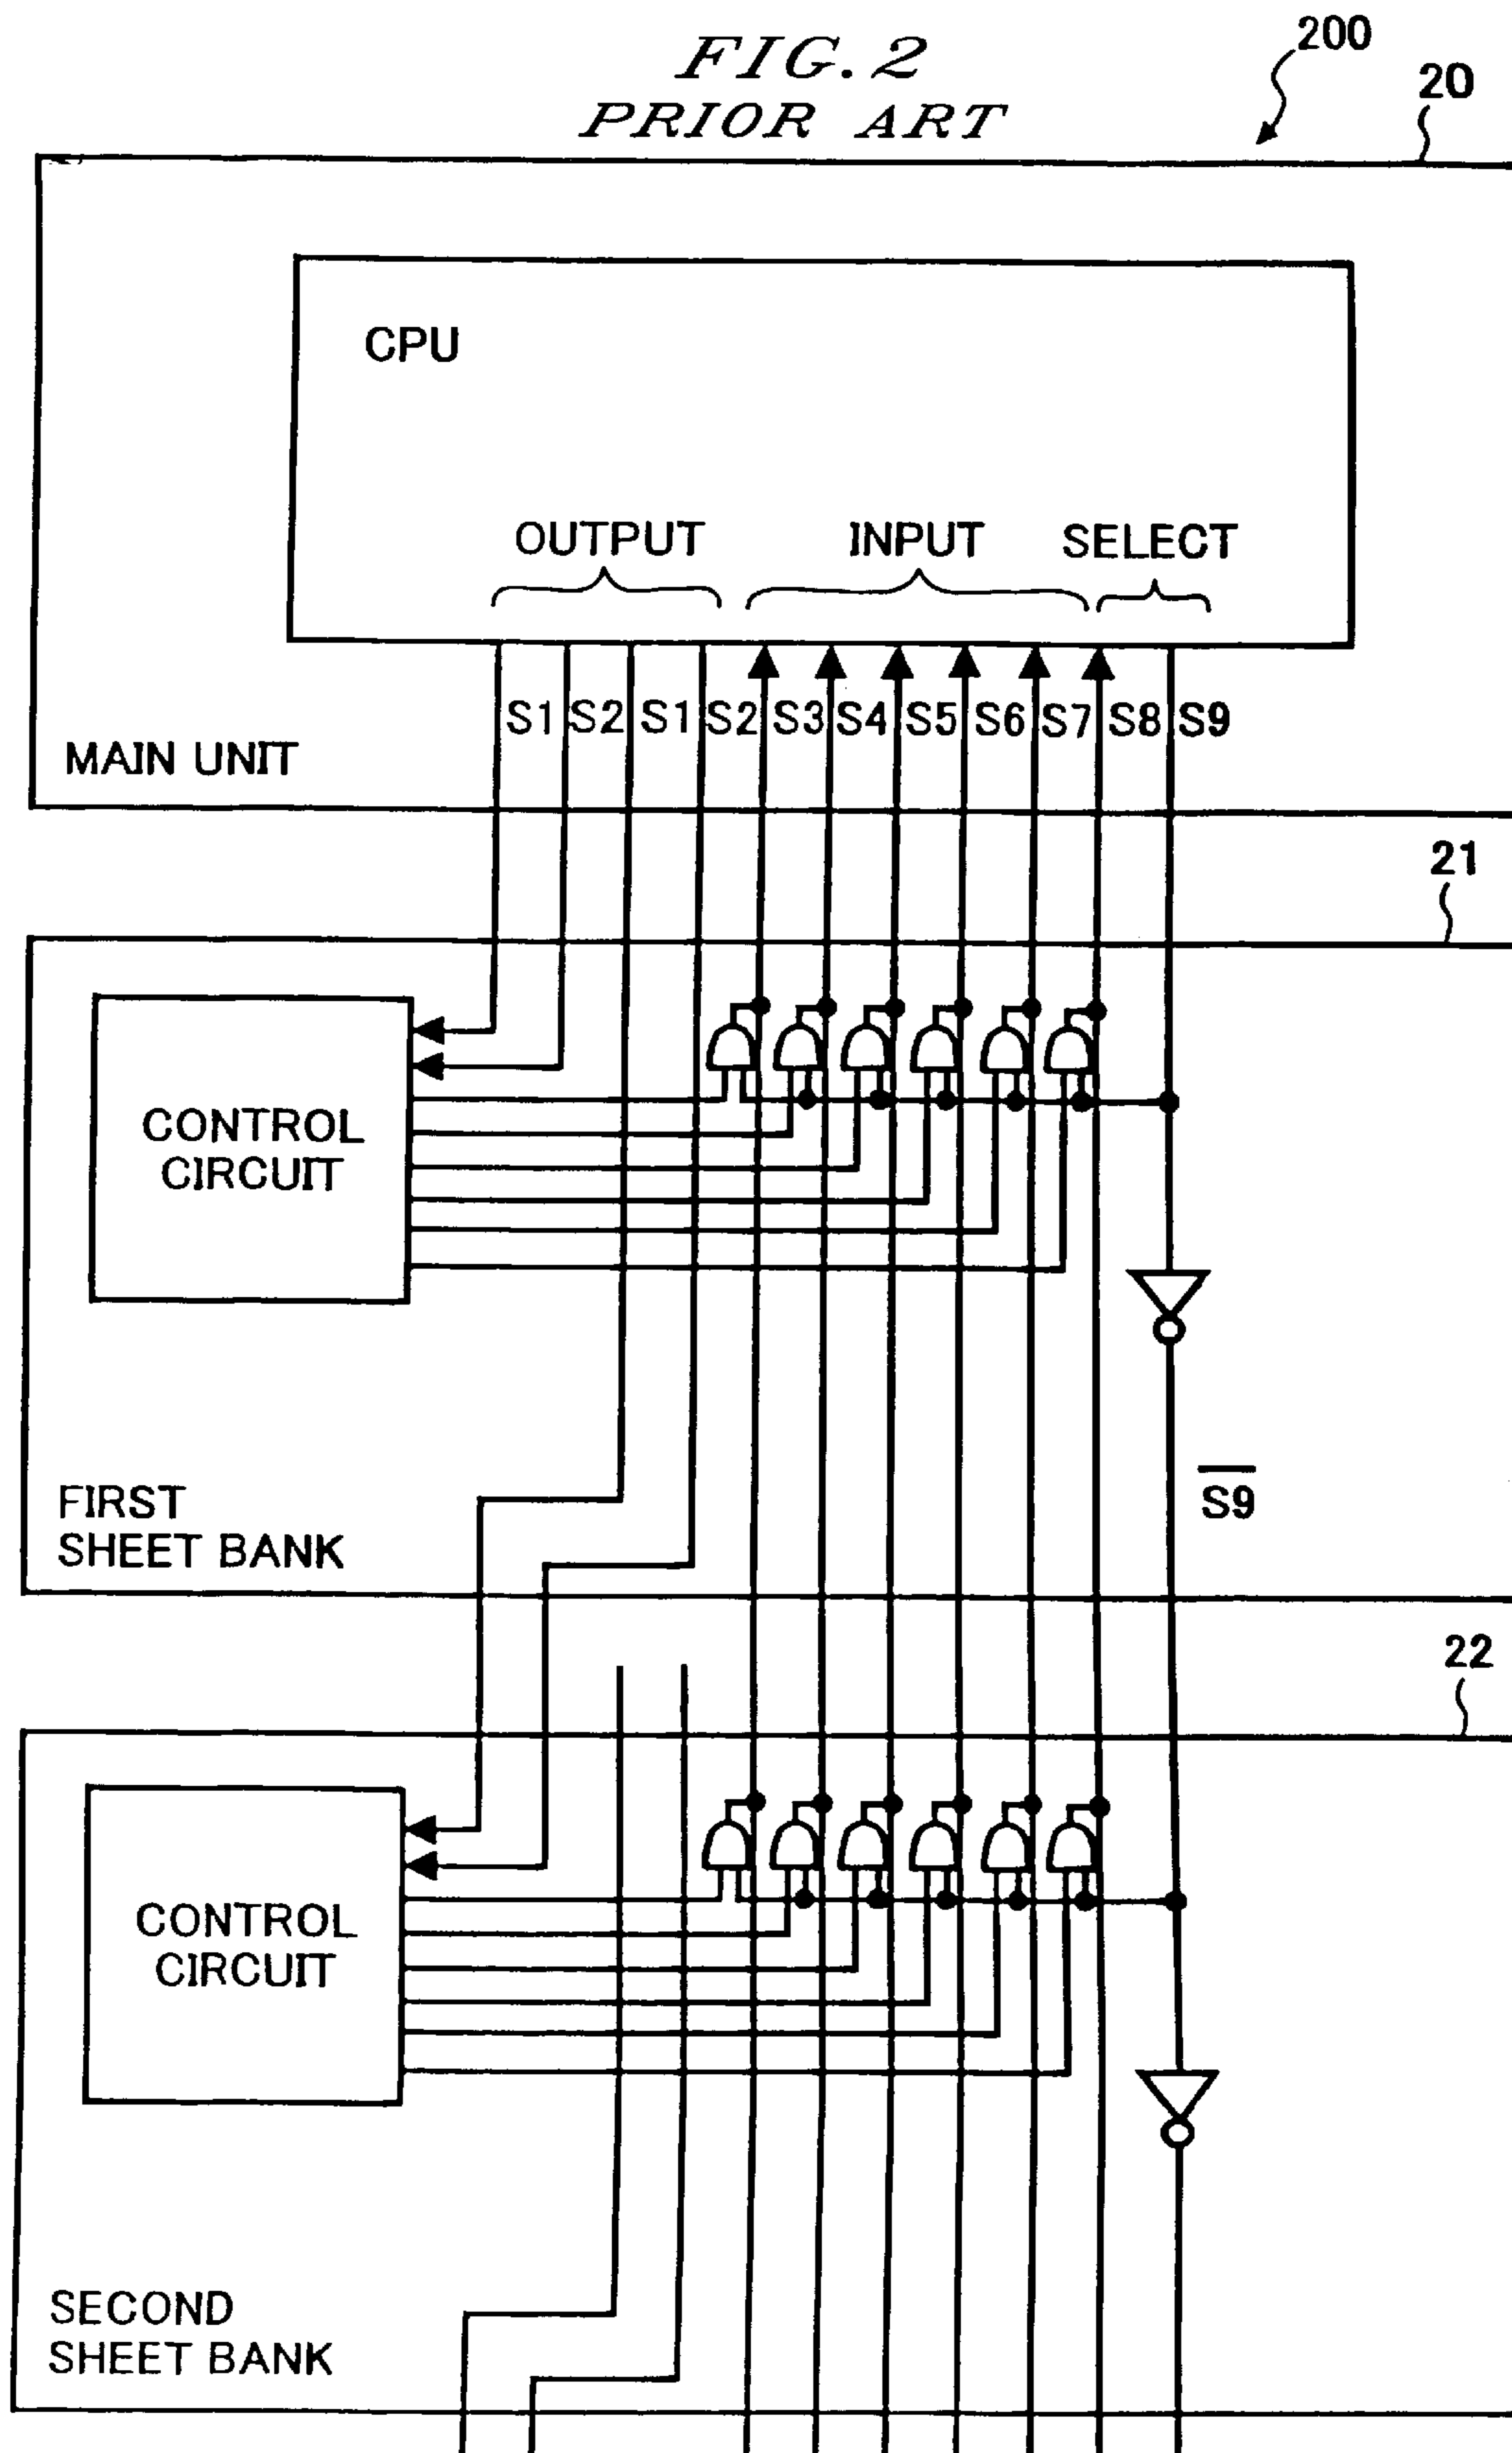 FIG. 2
PRIOR ART
200
20
CPU
OUTPUT INPUT SELECT
S1 S2 S1 S2 S3 S4 S5 S6 S7 S8 S9
MAIN UNIT
21
CONTROL
CIRCUIT
S̅9̅
FIRST
SHEET BANK
22
CONTROL
CIRCUIT
SECOND
SHEET BANK